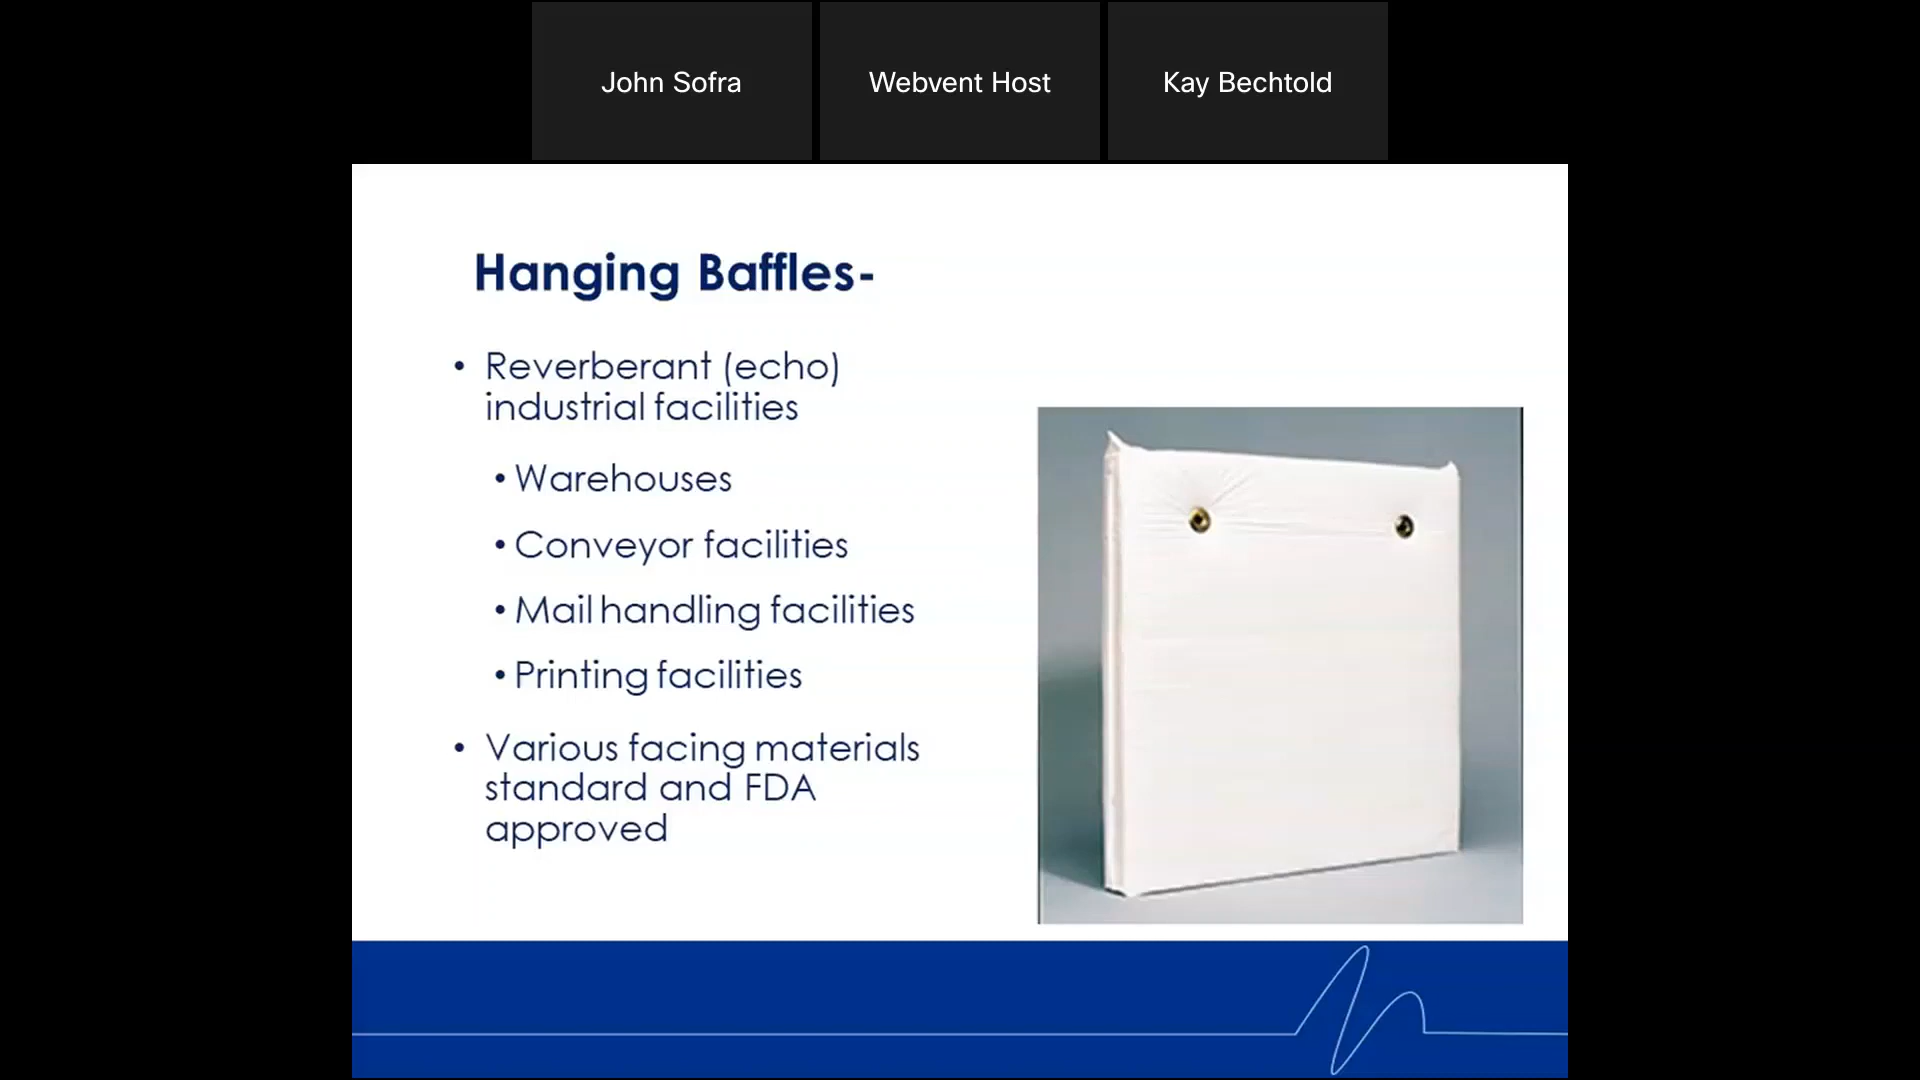 John Sofra
Webvent Host
Kay Bechtold
Hanging Baffles-
• Reverberant (echo)
industrial facilities
• Warehouses
• Conveyor facilities
• Mail handling facilities
• Printing facilities
• Various facing materials
standard and FDA
approved